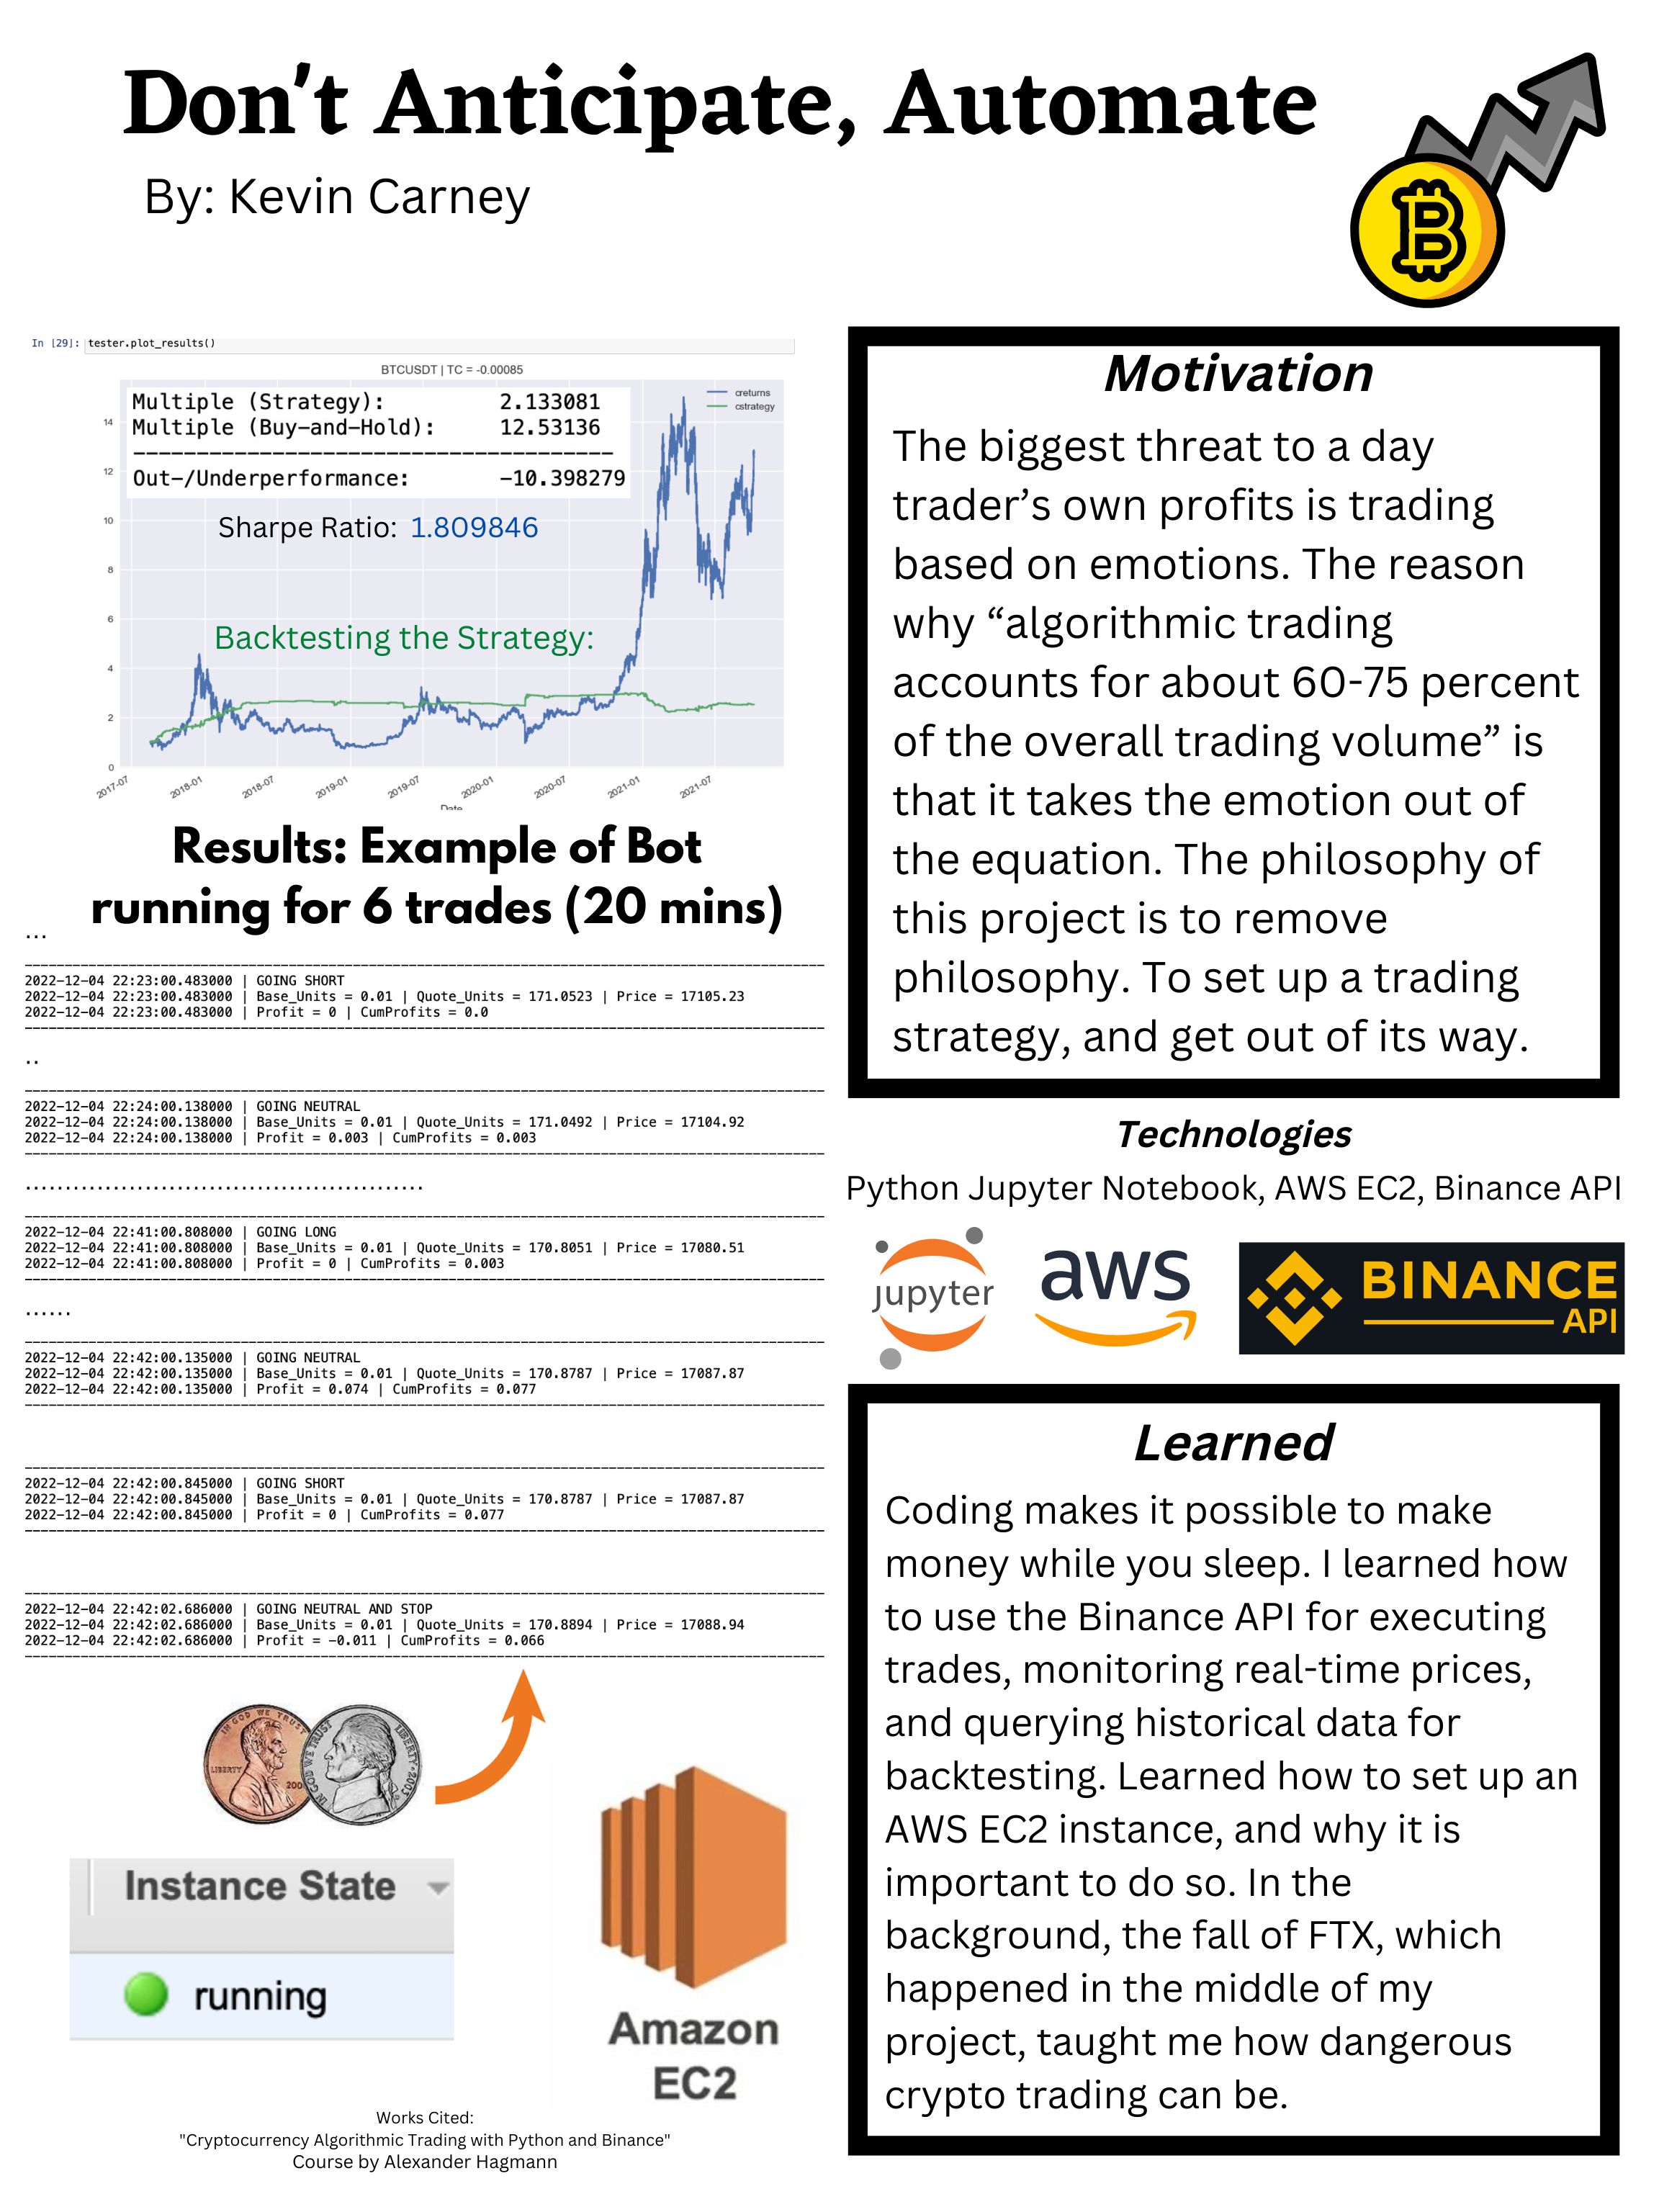 Don't Anticipate, Automate
By: Kevin Carney
In [29]: tester.plot_results()
BTCUSDT | TC = -0.00085
creturns
cstrategy
Multiple (Strategy): 2.133081
Multiple (Buy-and-Hold): 12.53136
--------------------------------------
Out-/Underperformance: -10.398279
Sharpe Ratio: 1.809846
Backtesting the Strategy:
14
12
10
8
6
4
2
0
2017-07
2018-01
2018-07
2019-01
2019-07
2020-01
2020-07
2021-01
2021-07
Date
Results: Example of Bot
running for 6 trades (20 mins)
...
2022-12-04 22:23:00.483000 | GOING SHORT
2022-12-04 22:23:00.483000 | Base_Units = 0.01 | Quote_Units = 171.0523 | Price = 17105.23
2022-12-04 22:23:00.483000 | Profit = 0 | CumProfits = 0.0
..
2022-12-04 22:24:00.138000 | GOING NEUTRAL
2022-12-04 22:24:00.138000 | Base_Units = 0.01 | Quote_Units = 171.0492 | Price = 17104.92
2022-12-04 22:24:00.138000 | Profit = 0.003 | CumProfits = 0.003
..................................................
2022-12-04 22:41:00.808000 | GOING LONG
2022-12-04 22:41:00.808000 | Base_Units = 0.01 | Quote_Units = 170.8051 | Price = 17080.51
2022-12-04 22:41:00.808000 | Profit = 0 | CumProfits = 0.003
......
2022-12-04 22:42:00.135000 | GOING NEUTRAL
2022-12-04 22:42:00.135000 | Base_Units = 0.01 | Quote_Units = 170.8787 | Price = 17087.87
2022-12-04 22:42:00.135000 | Profit = 0.074 | CumProfits = 0.077
2022-12-04 22:42:00.845000 | GOING SHORT
2022-12-04 22:42:00.845000 | Base_Units = 0.01 | Quote_Units = 170.8787 | Price = 17087.87
2022-12-04 22:42:00.845000 | Profit = 0 | CumProfits = 0.077
2022-12-04 22:42:02.686000 | GOING NEUTRAL AND STOP
2022-12-04 22:42:02.686000 | Base_Units = 0.01 | Quote_Units = 170.8894 | Price = 17088.94
2022-12-04 22:42:02.686000 | Profit = -0.011 | CumProfits = 0.066
IN GOD WE TRUST
LIBERTY
200
IN GOD WE TRUST
LIBERTY
Instance State
running
Amazon
EC2
Works Cited:
"Cryptocurrency Algorithmic Trading with Python and Binance"
Course by Alexander Hagmann
Motivation
The biggest threat to a day
trader’s own profits is trading
based on emotions. The reason
why “algorithmic trading
accounts for about 60-75 percent
of the overall trading volume” is
that it takes the emotion out of
the equation. The philosophy of
this project is to remove
philosophy. To set up a trading
strategy, and get out of its way.
Technologies
Python Jupyter Notebook, AWS EC2, Binance API
jupyter
aws
BINANCE
API
Learned
Coding makes it possible to make
money while you sleep. I learned how
to use the Binance API for executing
trades, monitoring real-time prices,
and querying historical data for
backtesting. Learned how to set up an
AWS EC2 instance, and why it is
important to do so. In the
background, the fall of FTX, which
happened in the middle of my
project, taught me how dangerous
crypto trading can be.